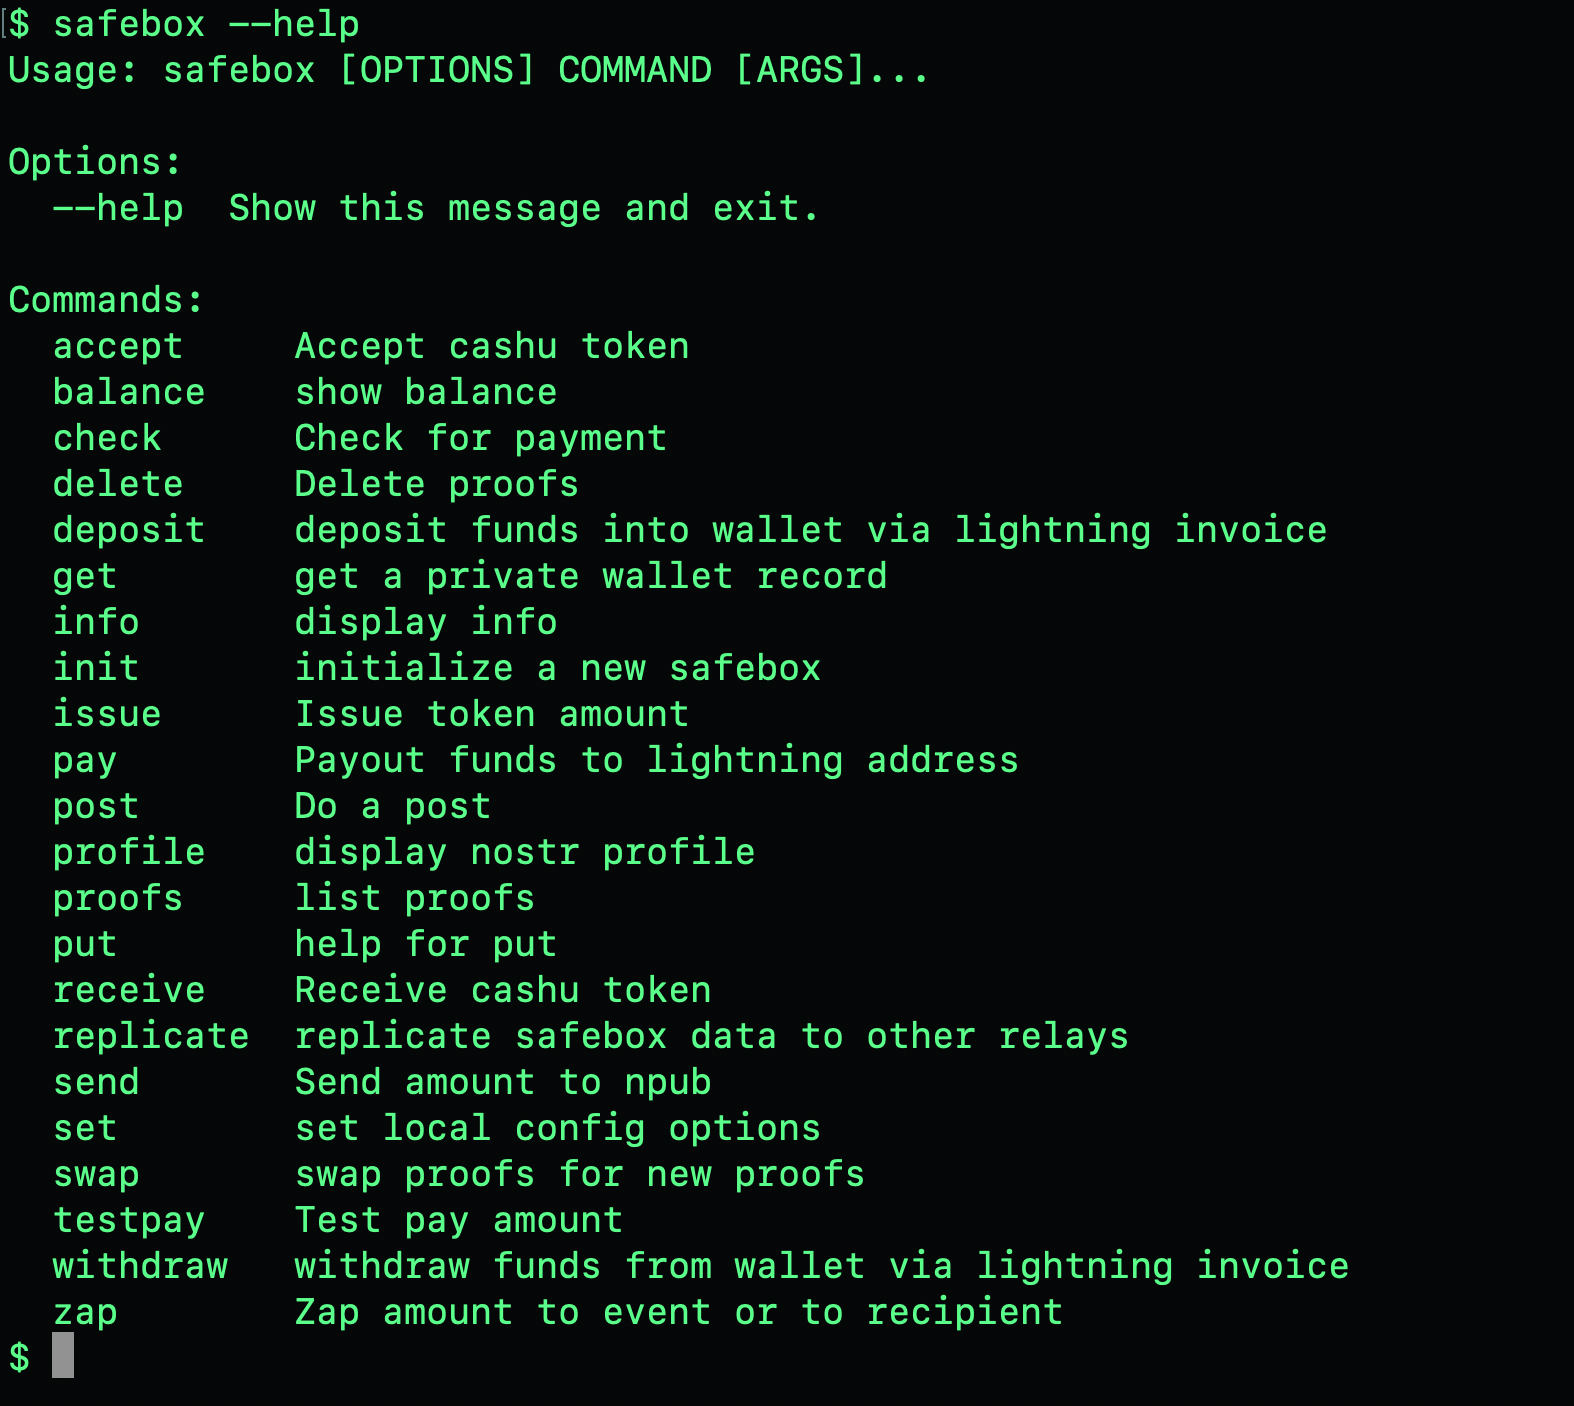 $ safebox --help
Usage: safebox [OPTIONS] COMMAND [ARGS]...

Options:
  --help  Show this message and exit.

Commands:
  accept     Accept cashu token
  balance    show balance
  check      Check for payment
  delete     Delete proofs
  deposit    deposit funds into wallet via lightning invoice
  get        get a private wallet record
  info       display info
  init       initialize a new safebox
  issue      Issue token amount
  pay        Payout funds to lightning address
  post       Do a post
  profile    display nostr profile
  proofs     list proofs
  put        help for put
  receive    Receive cashu token
  replicate  replicate safebox data to other relays
  send       Send amount to npub
  set        set local config options
  swap       swap proofs for new proofs
  testpay    Test pay amount
  withdraw   withdraw funds from wallet via lightning invoice
  zap        Zap amount to event or to recipient
$